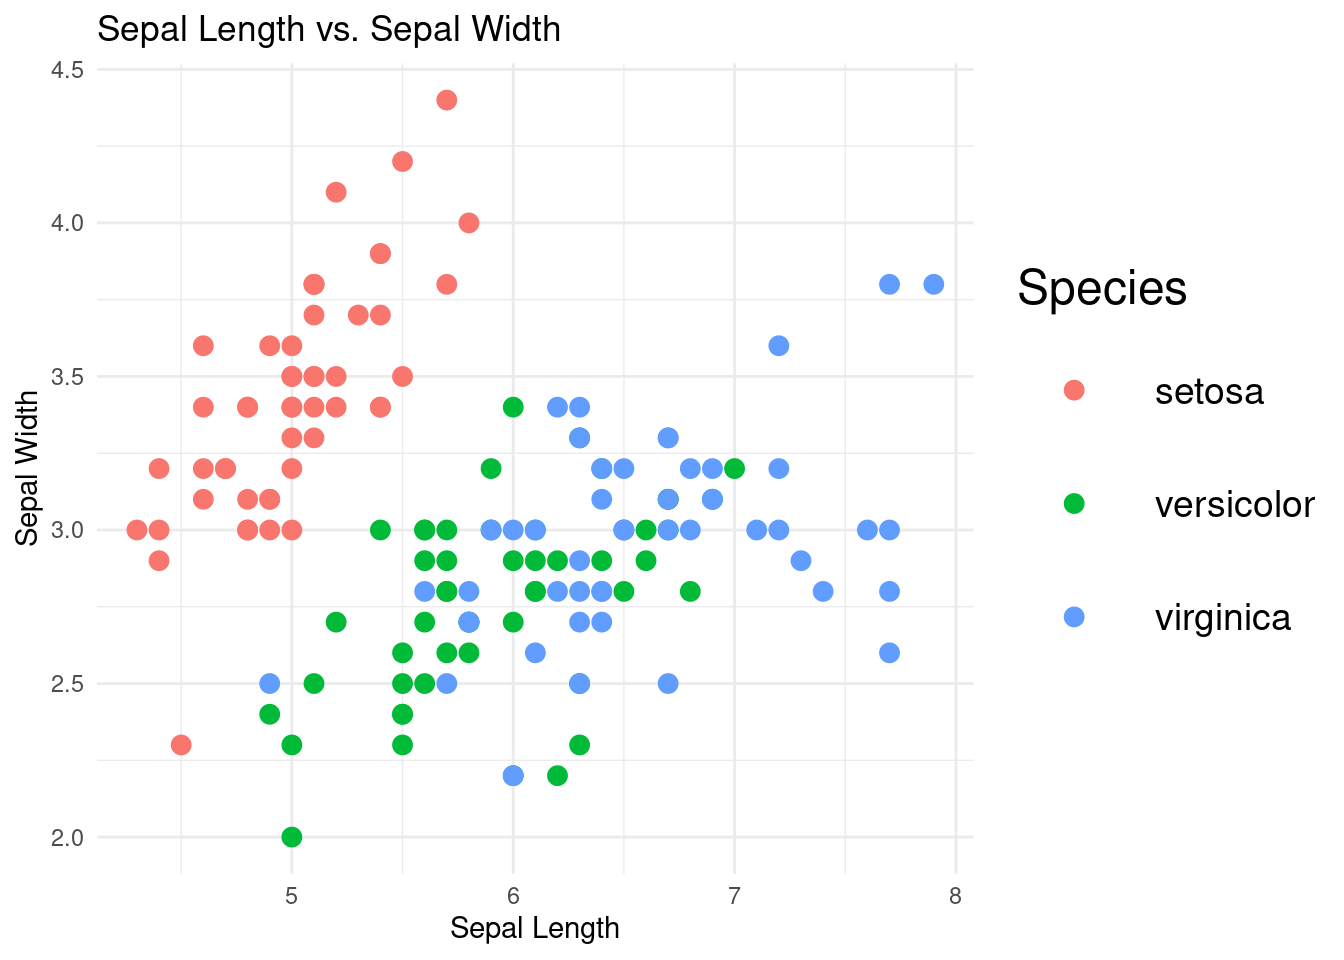 Sepal Length vs. Sepal Width
4.5
4.0
3.5
3.0
2.5
2.0
Sepal Width
5 6 7 8
Sepal Length
Species
setosa
versicolor
virginica